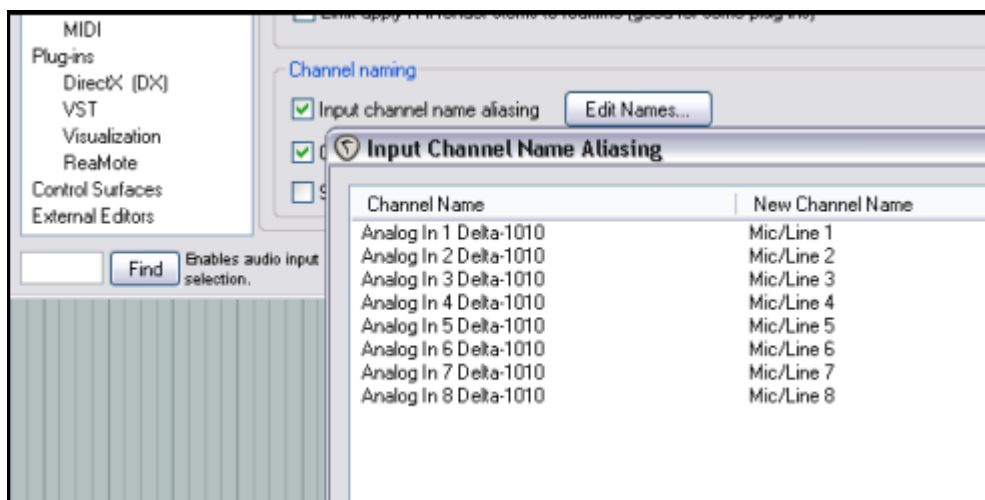 MIDI
Plug-ins
DirectX (DX)
VST
Visualization
ReaMote
Control Surfaces
External Editors
Find
Enables audio input
selection.
Channel naming
Input channel name aliasing
Edit Names...
Input Channel Name Aliasing
Channel Name New Channel Name
Analog In 1 Delta-1010 Mic/Line 1
Analog In 2 Delta-1010 Mic/Line 2
Analog In 3 Delta-1010 Mic/Line 3
Analog In 4 Delta-1010 Mic/Line 4
Analog In 5 Delta-1010 Mic/Line 5
Analog In 6 Delta-1010 Mic/Line 6
Analog In 7 Delta-1010 Mic/Line 7
Analog In 8 Delta-1010 Mic/Line 8